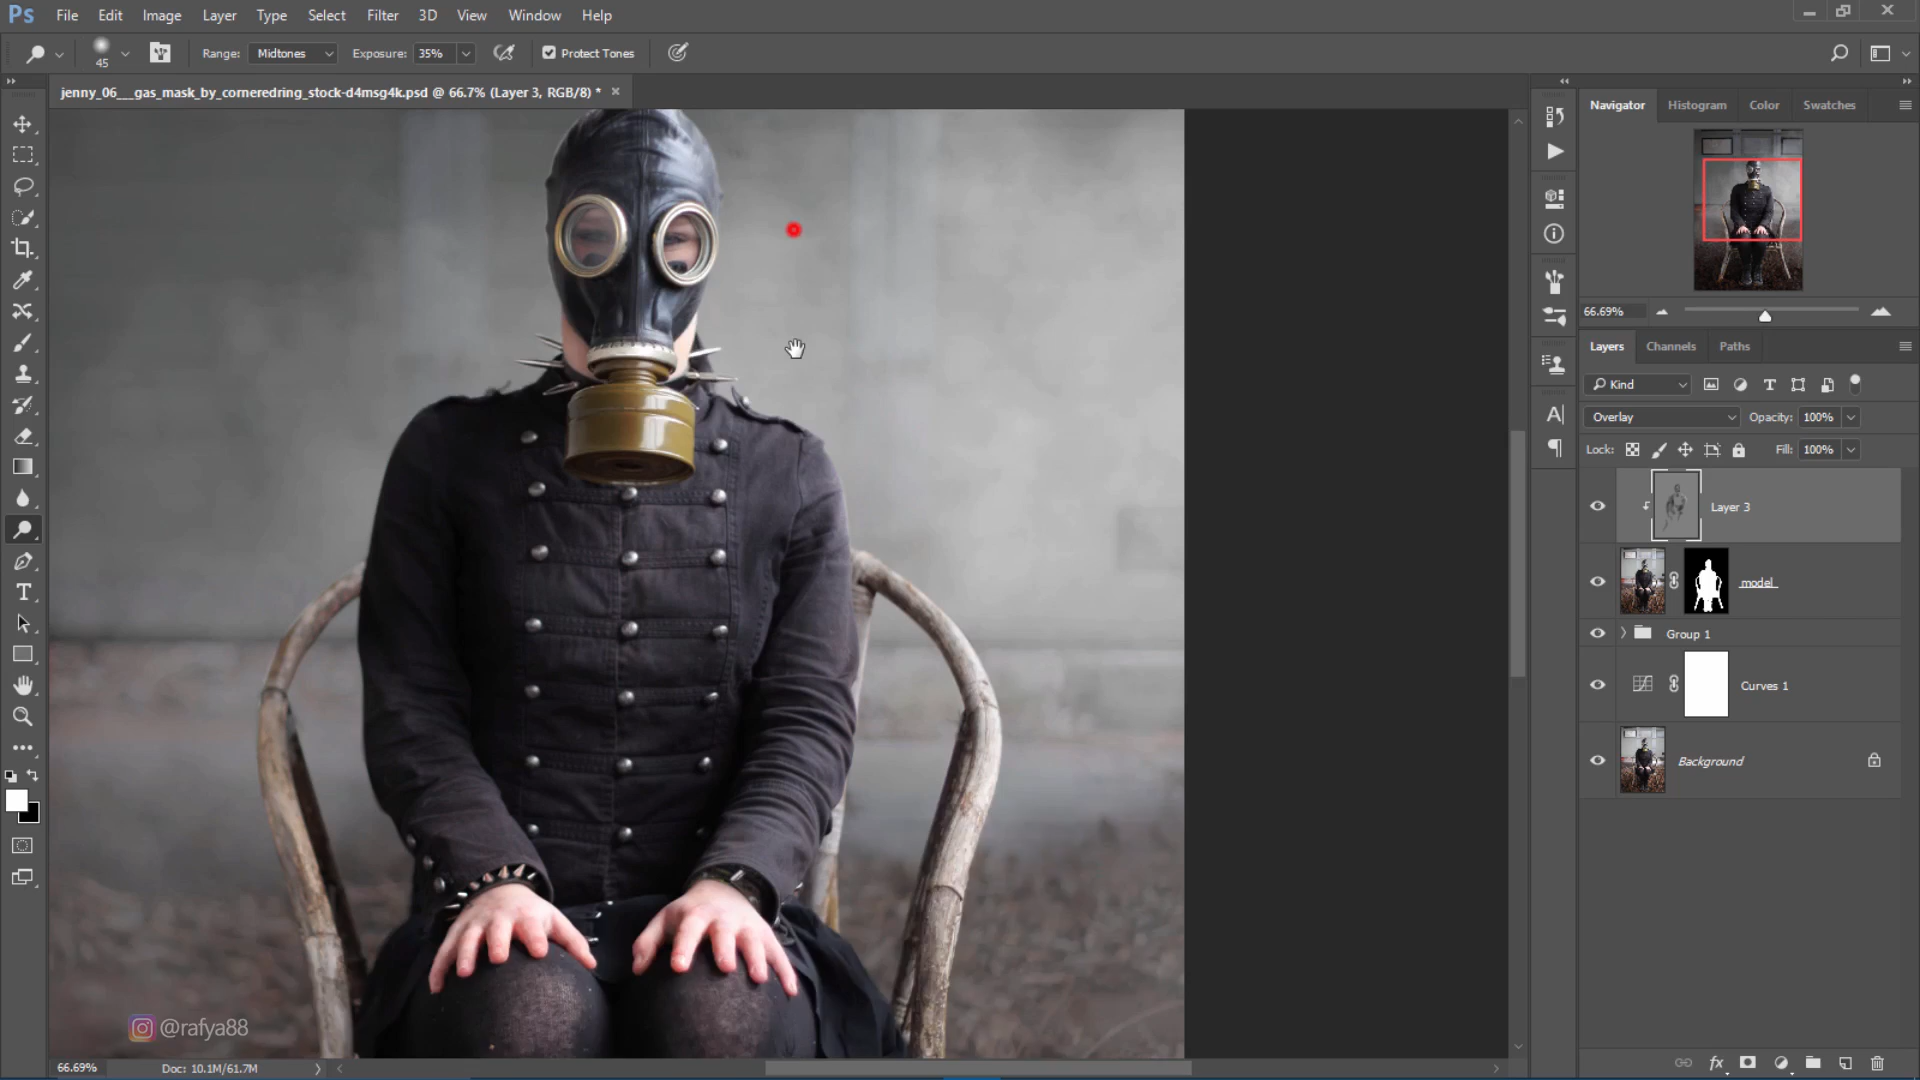 Ps File Edit Image Layer Type Select Filter 3D View Window Help
45 Range: Midtones Exposure: 35% Protect Tones
jenny_06___gas_mask_by_corneredring_stock-d4msg4k.psd @ 66.7% (Layer 3, RGB/8) *
Navigator Histogram Color Swatches
66.69%
Layers Channels Paths
Kind
Overlay Opacity: 100%
Lock: Fill: 100%
Layer 3
model
Group 1
Curves 1
Background
@rafya88
66.69% Doc: 10.1M/61.7M